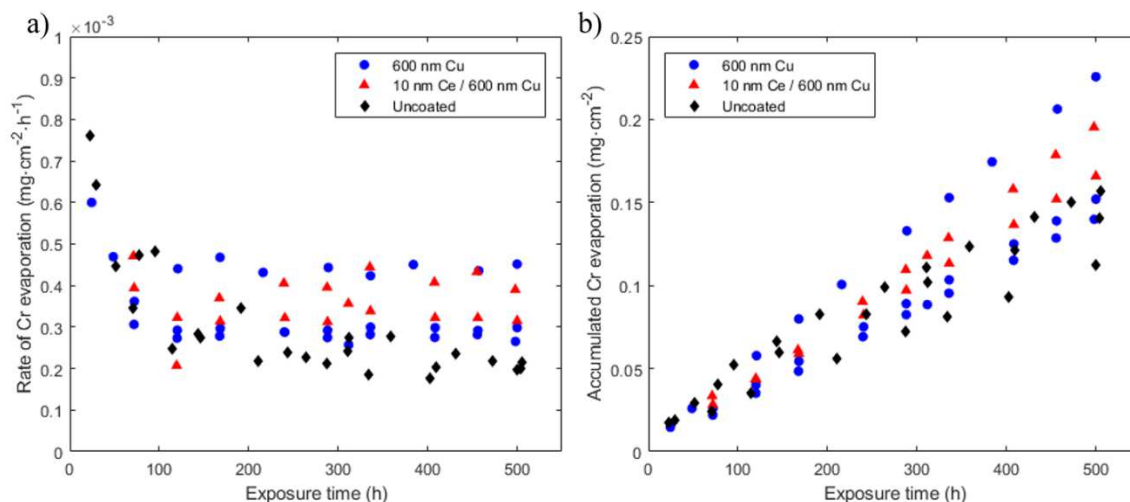 a)
×10⁻³
1
0.9
0.8
0.7
0.6
0.5
0.4
0.3
0.2
0.1
0
Rate of Cr evaporation (mg·cm⁻²·h⁻¹)
600 nm Cu
10 nm Ce / 600 nm Cu
Uncoated
0 100 200 300 400 500
Exposure time (h)
b)
0.25
0.2
0.15
0.1
0.05
0
Accumulated Cr evaporation (mg·cm⁻²)
600 nm Cu
10 nm Ce / 600 nm Cu
Uncoated
0 100 200 300 400 500
Exposure time (h)